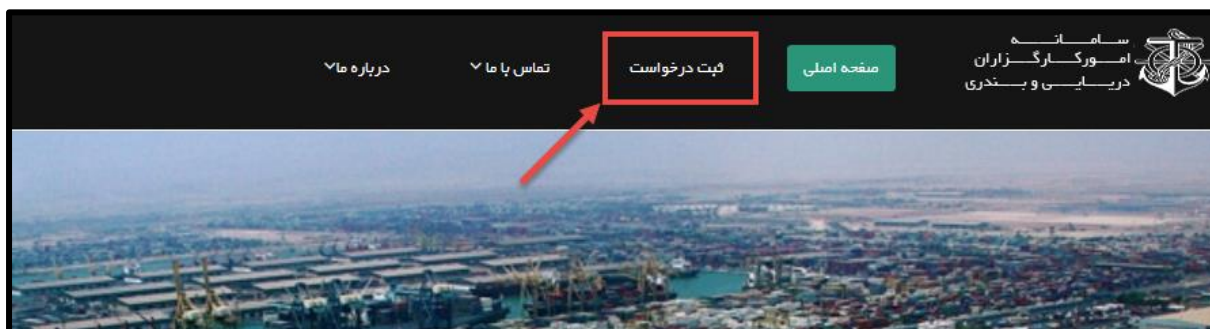 سامانه
امورکارگزاران
دریایی و بندری
صفحه اصلی
ثبت درخواست
تماس با ما
درباره ما